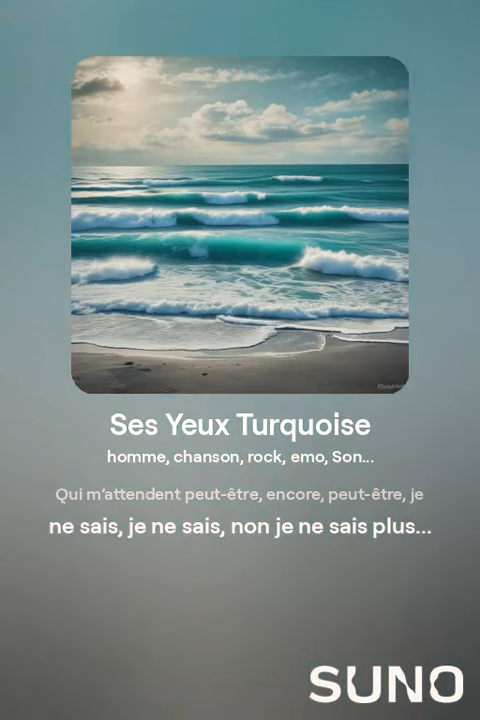 Ses Yeux Turquoise
homme, chanson, rock, emo, Son...
Qui m'attendent peut-être, encore, peut-être, je
ne sais, je ne sais, non je ne sais plus...
SUNO